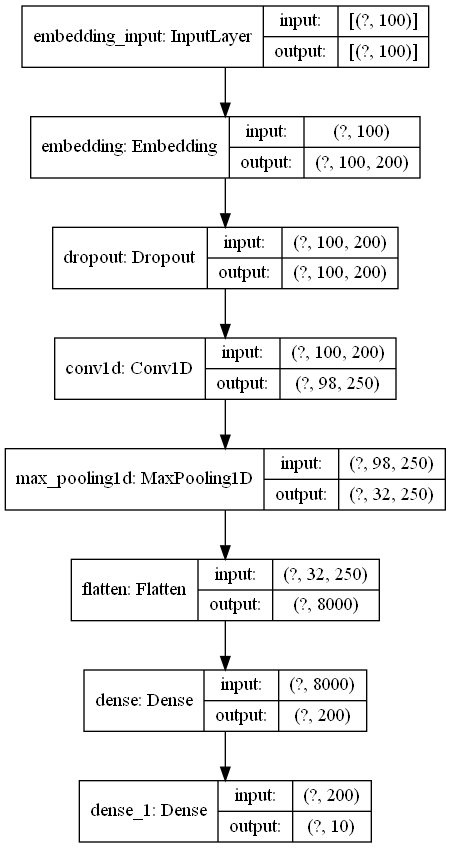 embedding_input: InputLayer
input: [(?, 100)]
output: [(?, 100)]
embedding: Embedding
input: (?, 100)
output: (?, 100, 200)
dropout: Dropout
input: (?, 100, 200)
output: (?, 100, 200)
conv1d: Conv1D
input: (?, 100, 200)
output: (?, 98, 250)
max_pooling1d: MaxPooling1D
input: (?, 98, 250)
output: (?, 32, 250)
flatten: Flatten
input: (?, 32, 250)
output: (?, 8000)
dense: Dense
input: (?, 8000)
output: (?, 200)
dense_1: Dense
input: (?, 200)
output: (?, 10)